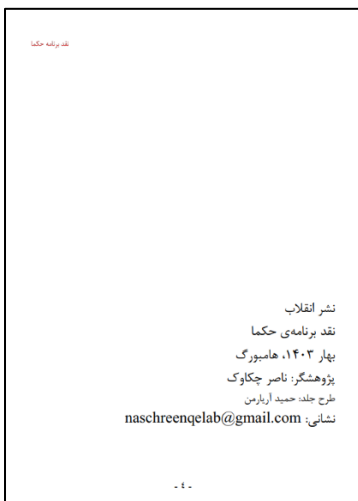 نقد برنامه حکما
نشر انقلاب
نقد برنامه‌ی حکما
بهار ۱۴۰۳، هامبورگ
پژوهشگر: ناصر چکاوک
طرح جلد: حمید آریارمن
نشانی: naschreenqelab@gmail.com